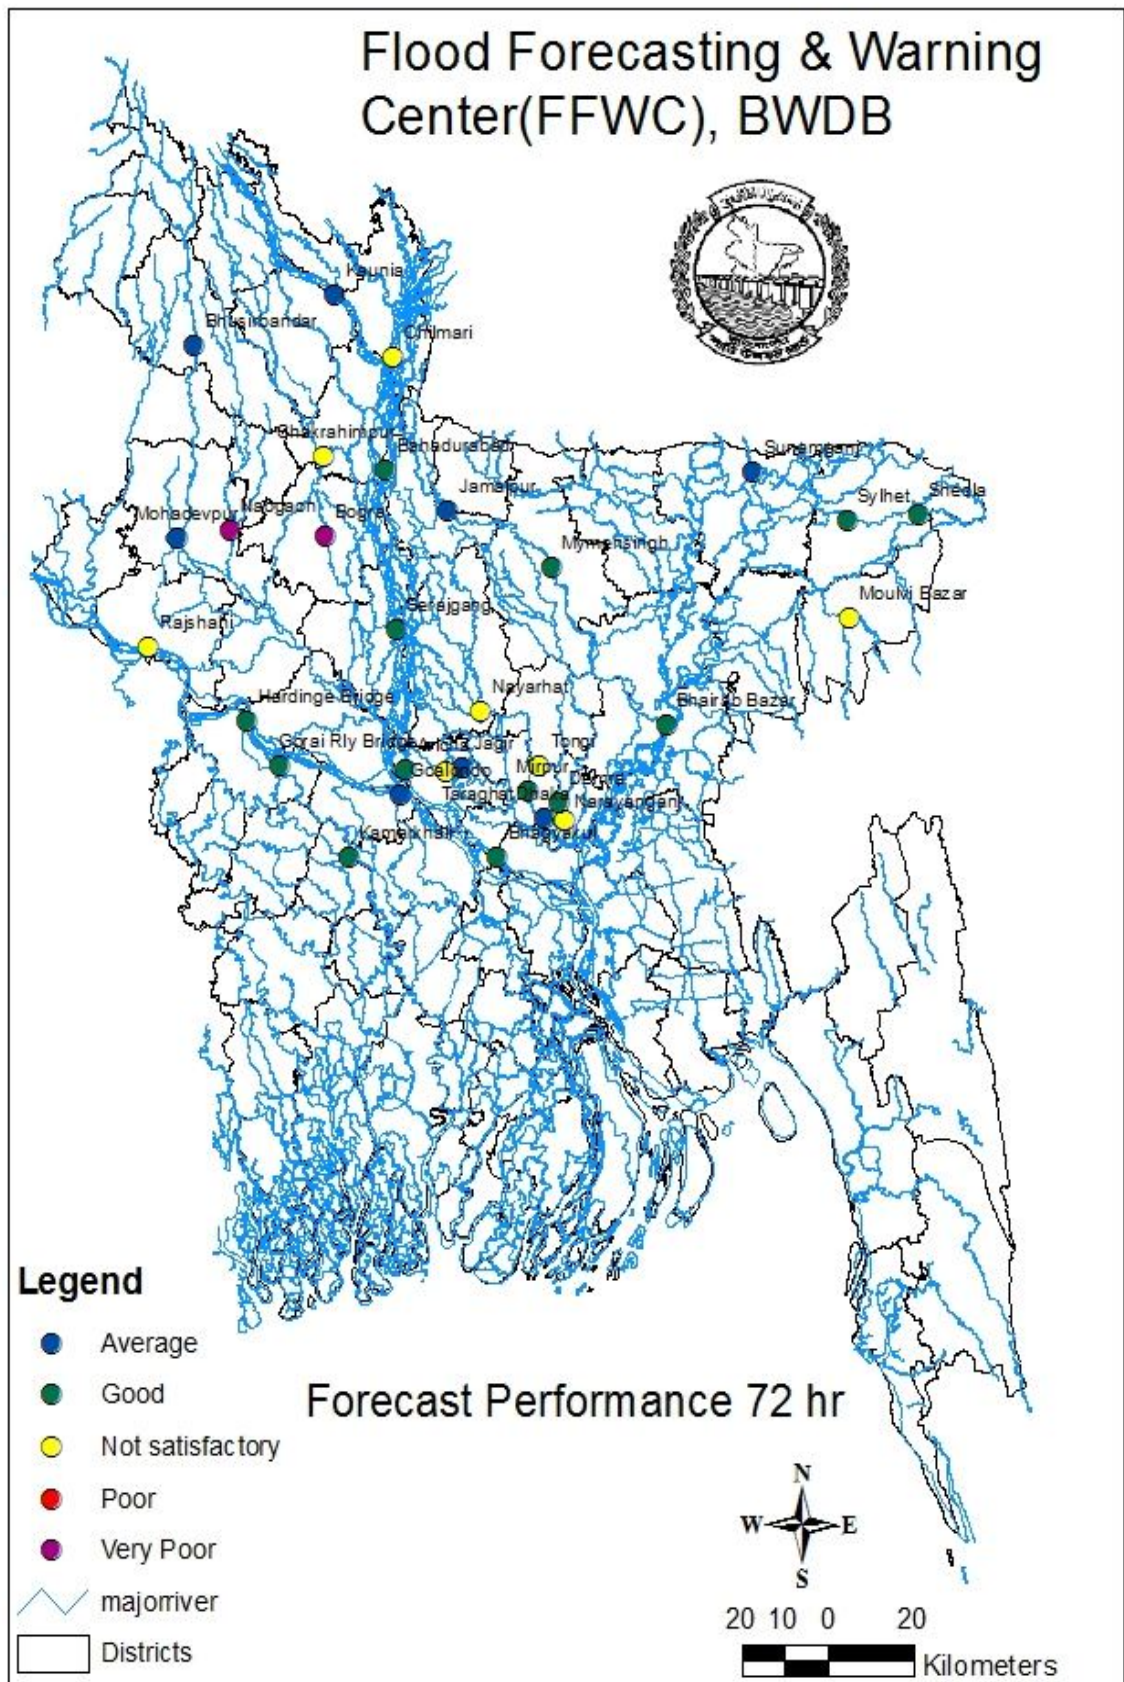 Flood Forecasting & Warning
Center(FFWC), BWDB
Kaunia
Bhusirbandar
Chilmari
Chakrahimpur
Bahadurabad
Sunamganj
Jamalpur
Sylhet
Sheola
Mohadevpur
Naogaon
Bogra
Mymensingh
Moulvi Bazar
Serajganj
Rajshahi
Nayarhat
Hardinge Bridge
Bhairab Bazar
Gorai Rly Bridge
Aricha
Jagir
Tongi
Goalondo
Mirpur
Demra
Taraghat
Dhaka
Narayanganj
Kamarkhali
Bhagyakul
Legend
Average
Good
Not satisfactory
Poor
Very Poor
majorriver
Districts
Forecast Performance 72 hr
N
W
E
S
20 10 0 20
Kilometers